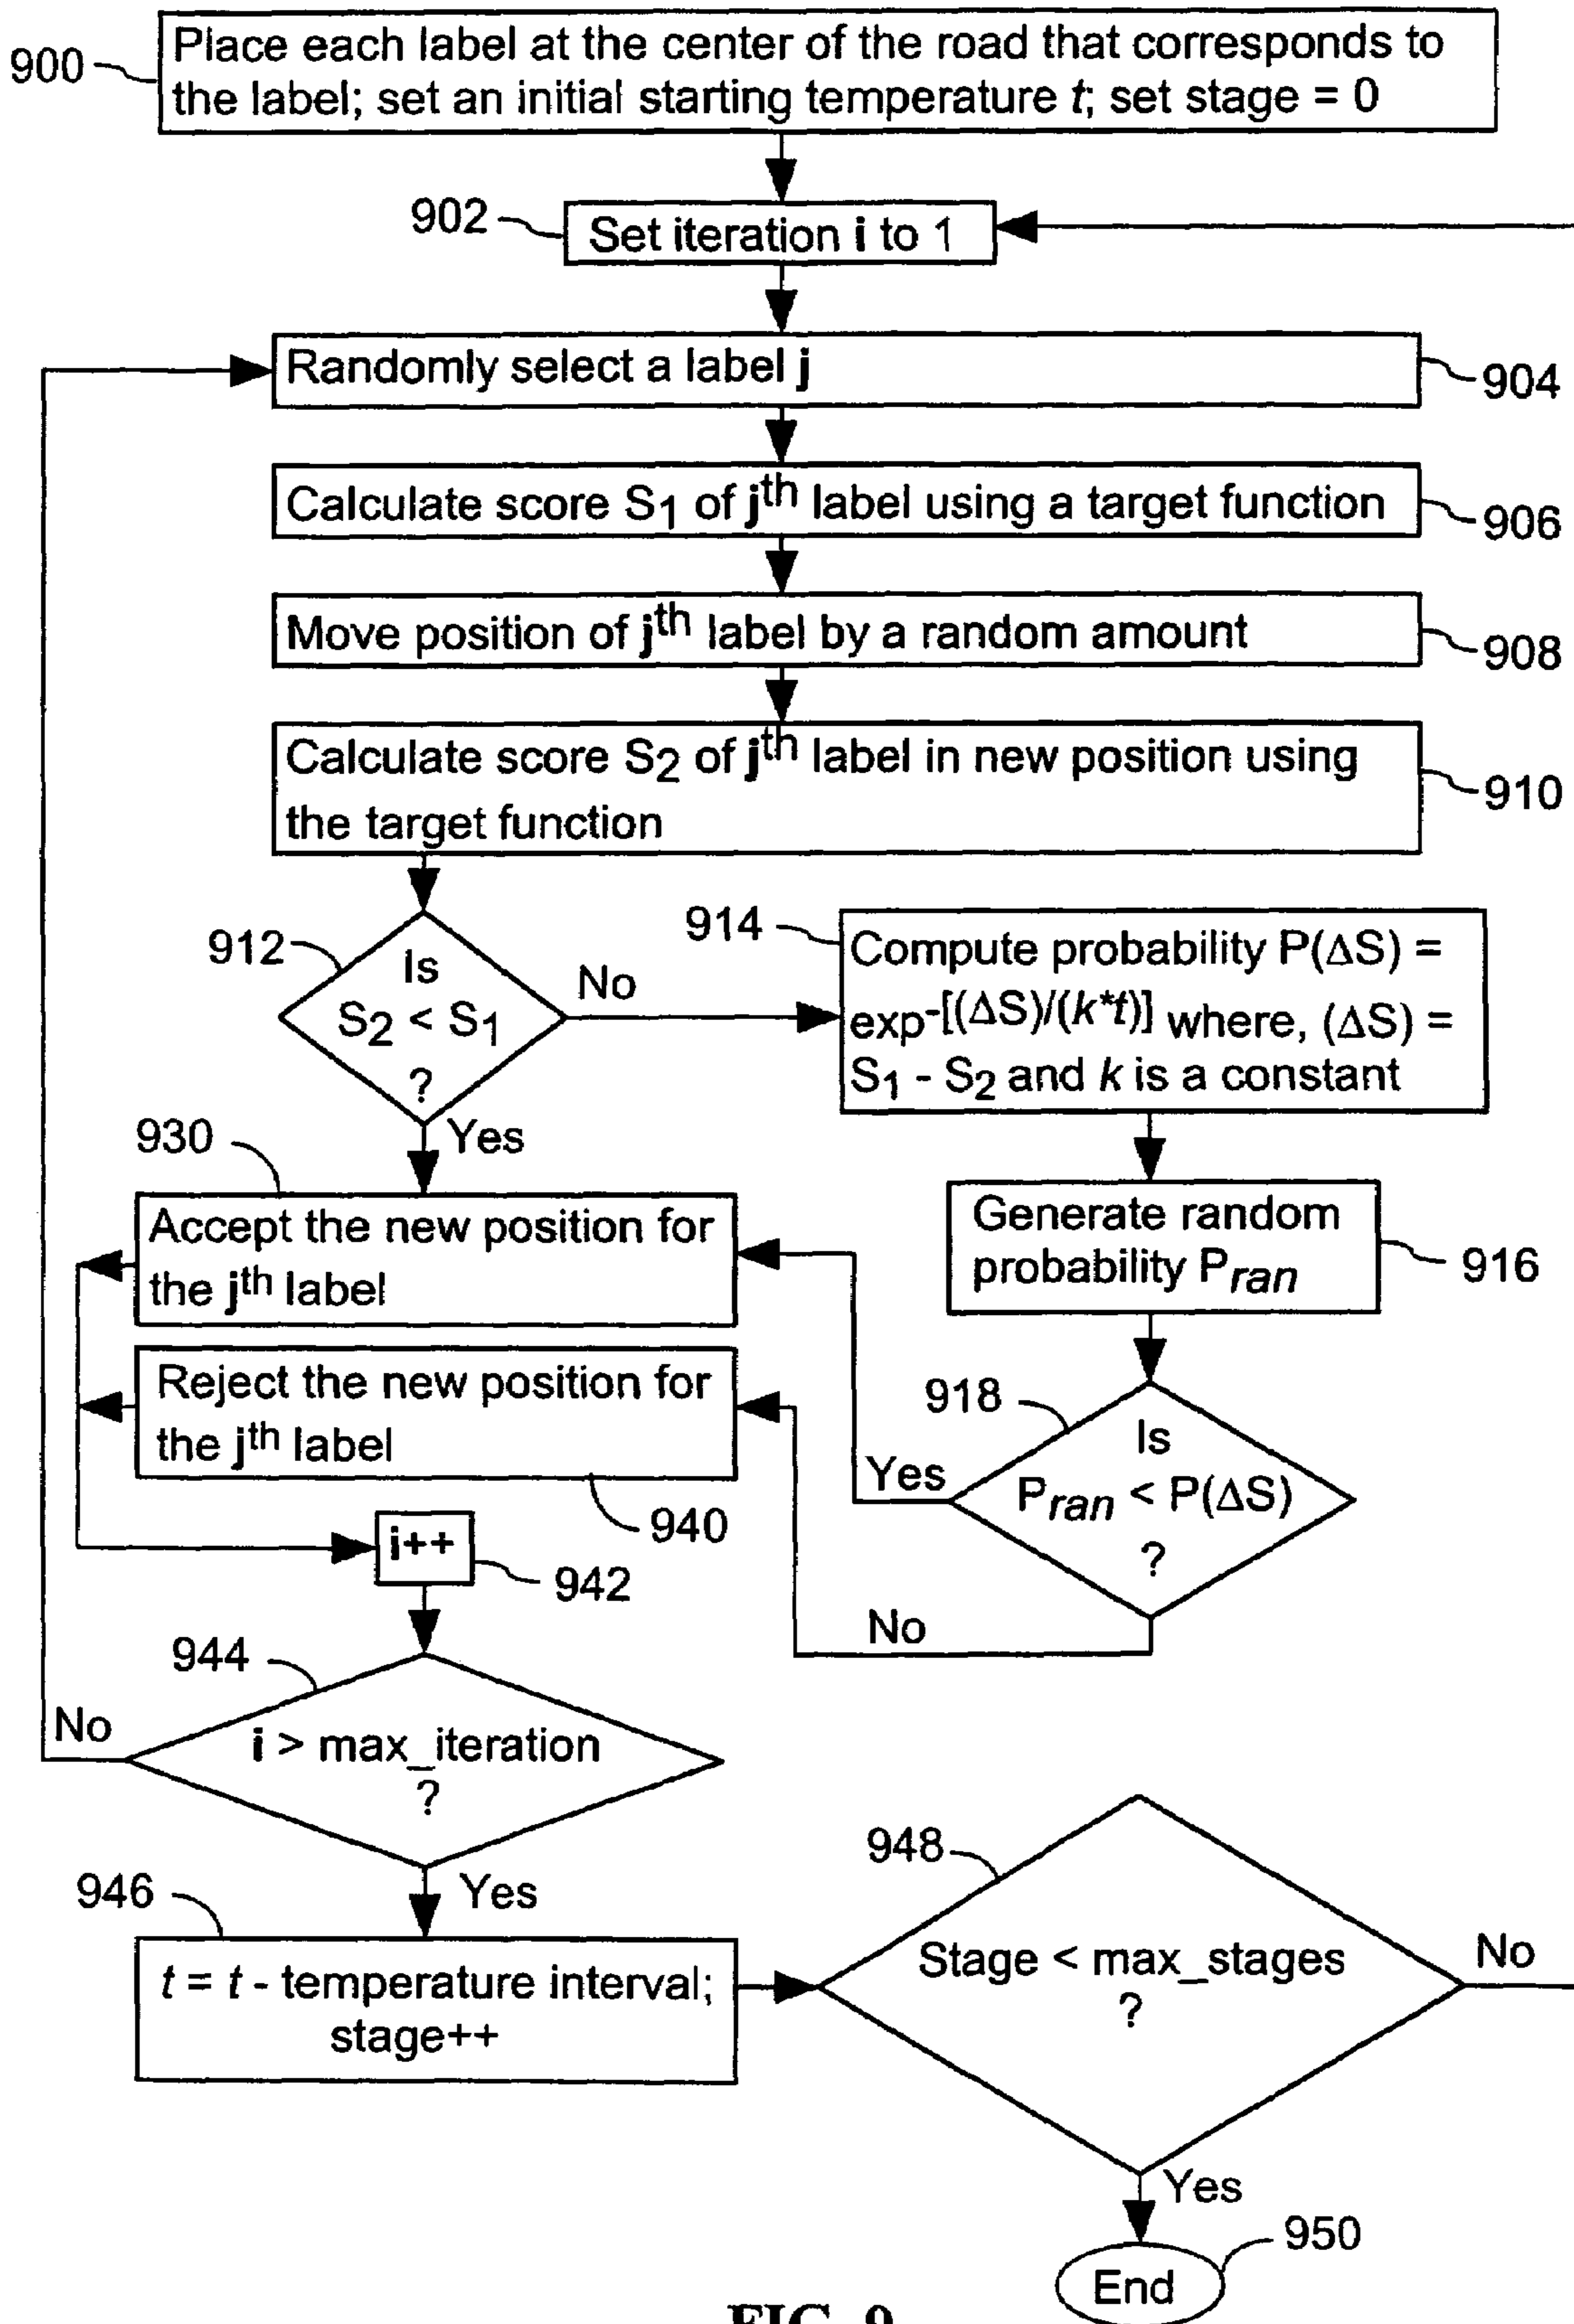 900
Place each label at the center of the road that corresponds to
the label; set an initial starting temperature t; set stage = 0
902
Set iteration i to 1
Randomly select a label j
904
Calculate score S1 of jth label using a target function
906
Move position of jth label by a random amount
908
Calculate score S2 of jth label in new position using
the target function
910
912
Is
S2 < S1
?
No
Yes
914
Compute probability P(ΔS) =
exp-[(ΔS)/(k*t)] where, (ΔS) =
S1 - S2 and k is a constant
930
Accept the new position for
the jth label
Generate random
probability Pran
916
Reject the new position for
the jth label
940
918
Is
Pran < P(ΔS)
?
Yes
No
i++
942
944
i > max_iteration
?
No
Yes
946
t = t - temperature interval;
stage++
948
Stage < max_stages
?
No
Yes
End
950
FIG. 9